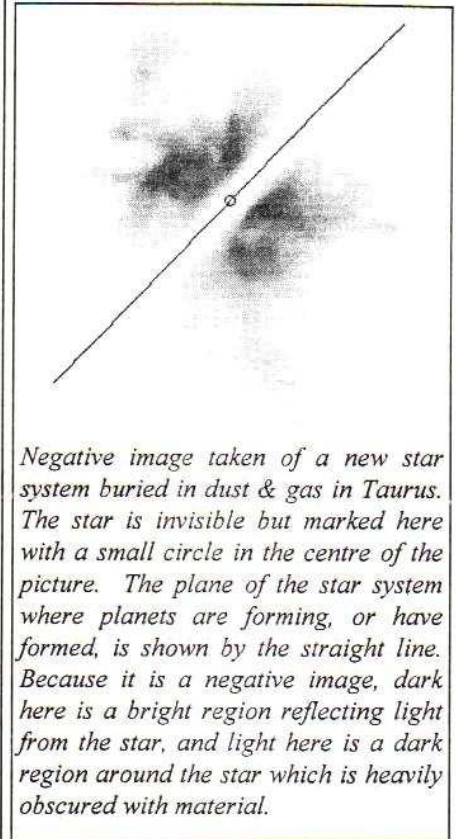 Negative image taken of a new star
system buried in dust & gas in Taurus.
The star is invisible but marked here
with a small circle in the centre of the
picture. The plane of the star system
where planets are forming, or have
formed, is shown by the straight line.
Because it is a negative image, dark
here is a bright region reflecting light
from the star, and light here is a dark
region around the star which is heavily
obscured with material.